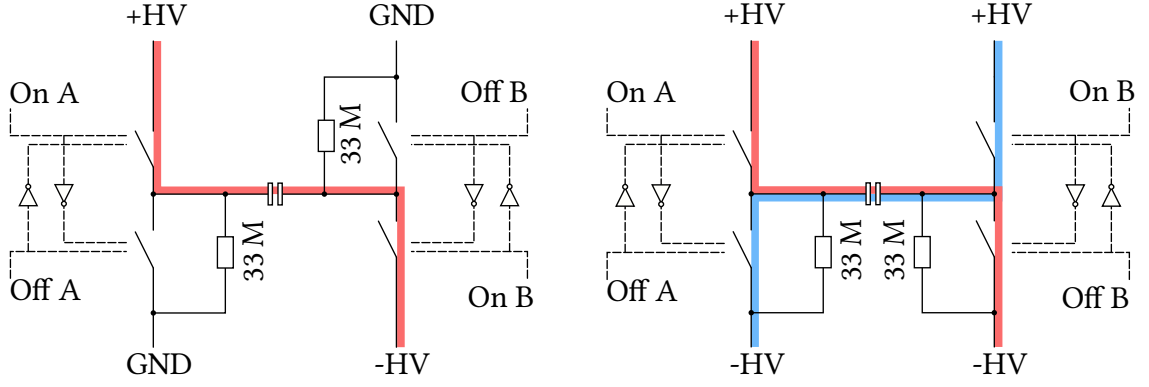 +HV
GND
+HV
+HV
On A
Off B
On A
On B
33 M
33 M
33 M
33 M
Off A
On B
Off A
Off B
GND
-HV
-HV
-HV